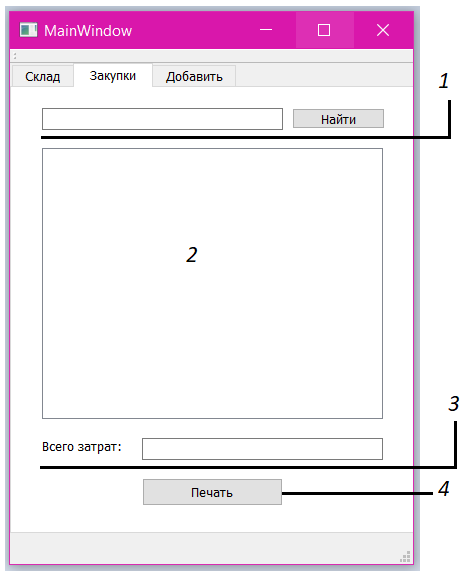 MainWindow
Склад Закупки Добавить
1
Найти
2
3
Всего затрат:
Печать
4